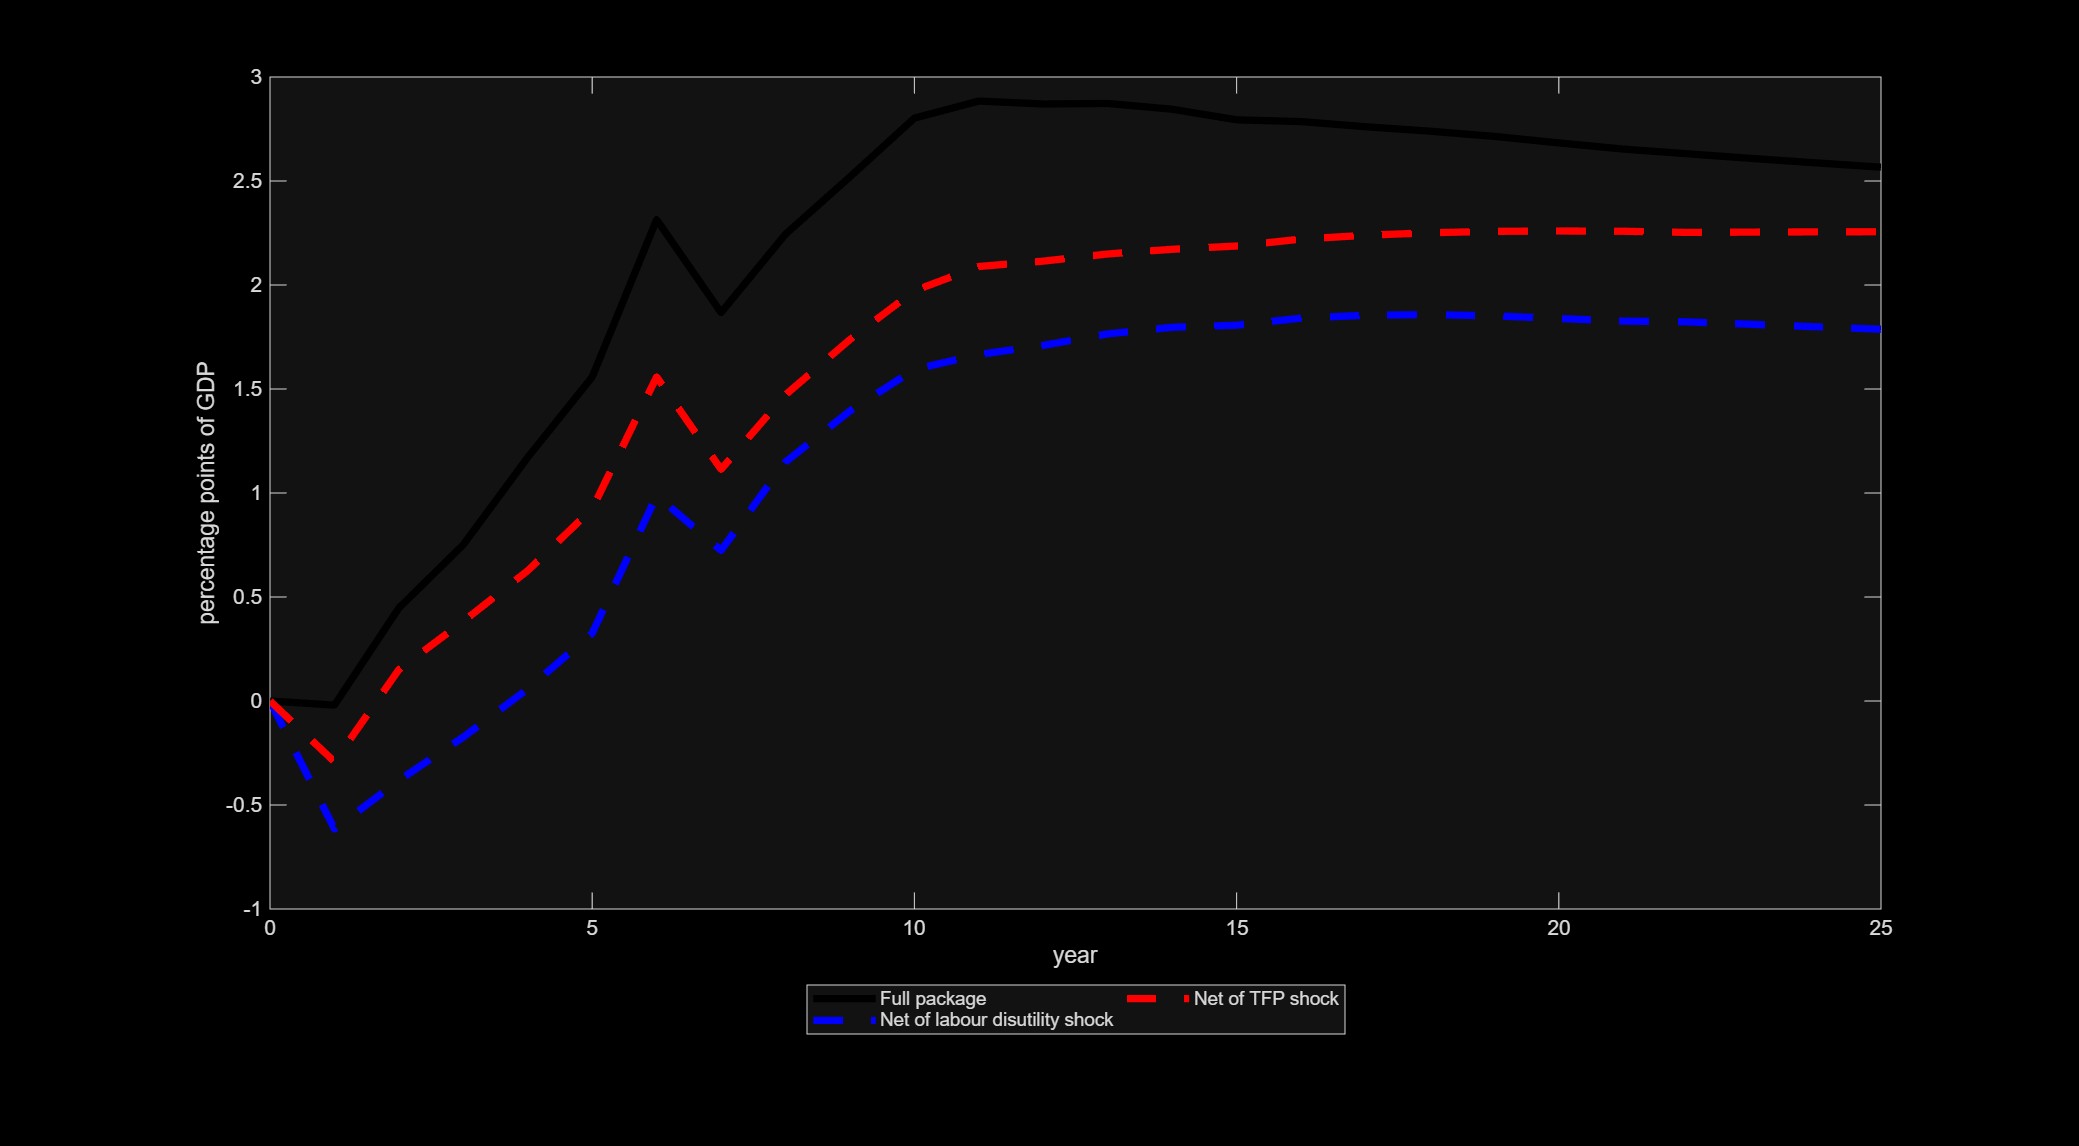 3
2.5
2
1.5
1
0.5
0
-0.5
-1
percentage points of GDP
0 5 10 15 20 25
year
Full package
Net of TFP shock
Net of labour disutility shock